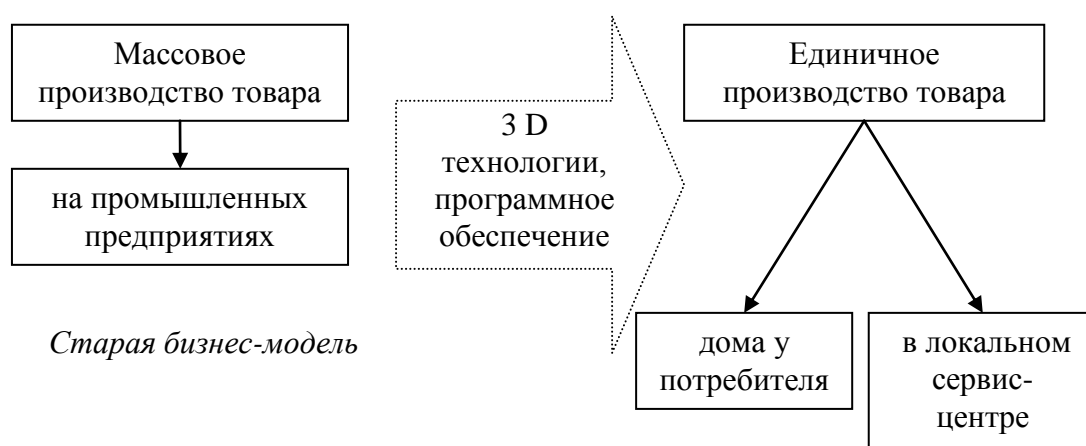 Массовое
производство товара
на промышленных
предприятиях
Старая бизнес-модель
3 D
технологии,
программное
обеспечение
Единичное
производство товара
дома у
потребителя
в локальном
сервис-
центре